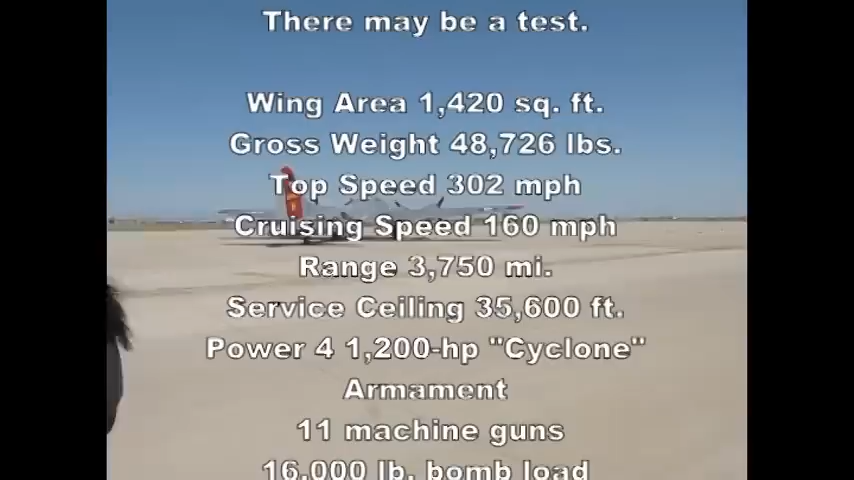 There may be a test.
Wing Area 1,420 sq. ft.
Gross Weight 48,726 lbs.
Top Speed 302 mph
Cruising Speed 160 mph
Range 3,750 mi.
Service Ceiling 35,600 ft.
Power 4 1,200-hp "Cyclone"
Armament
11 machine guns
16,000 lb. bomb load